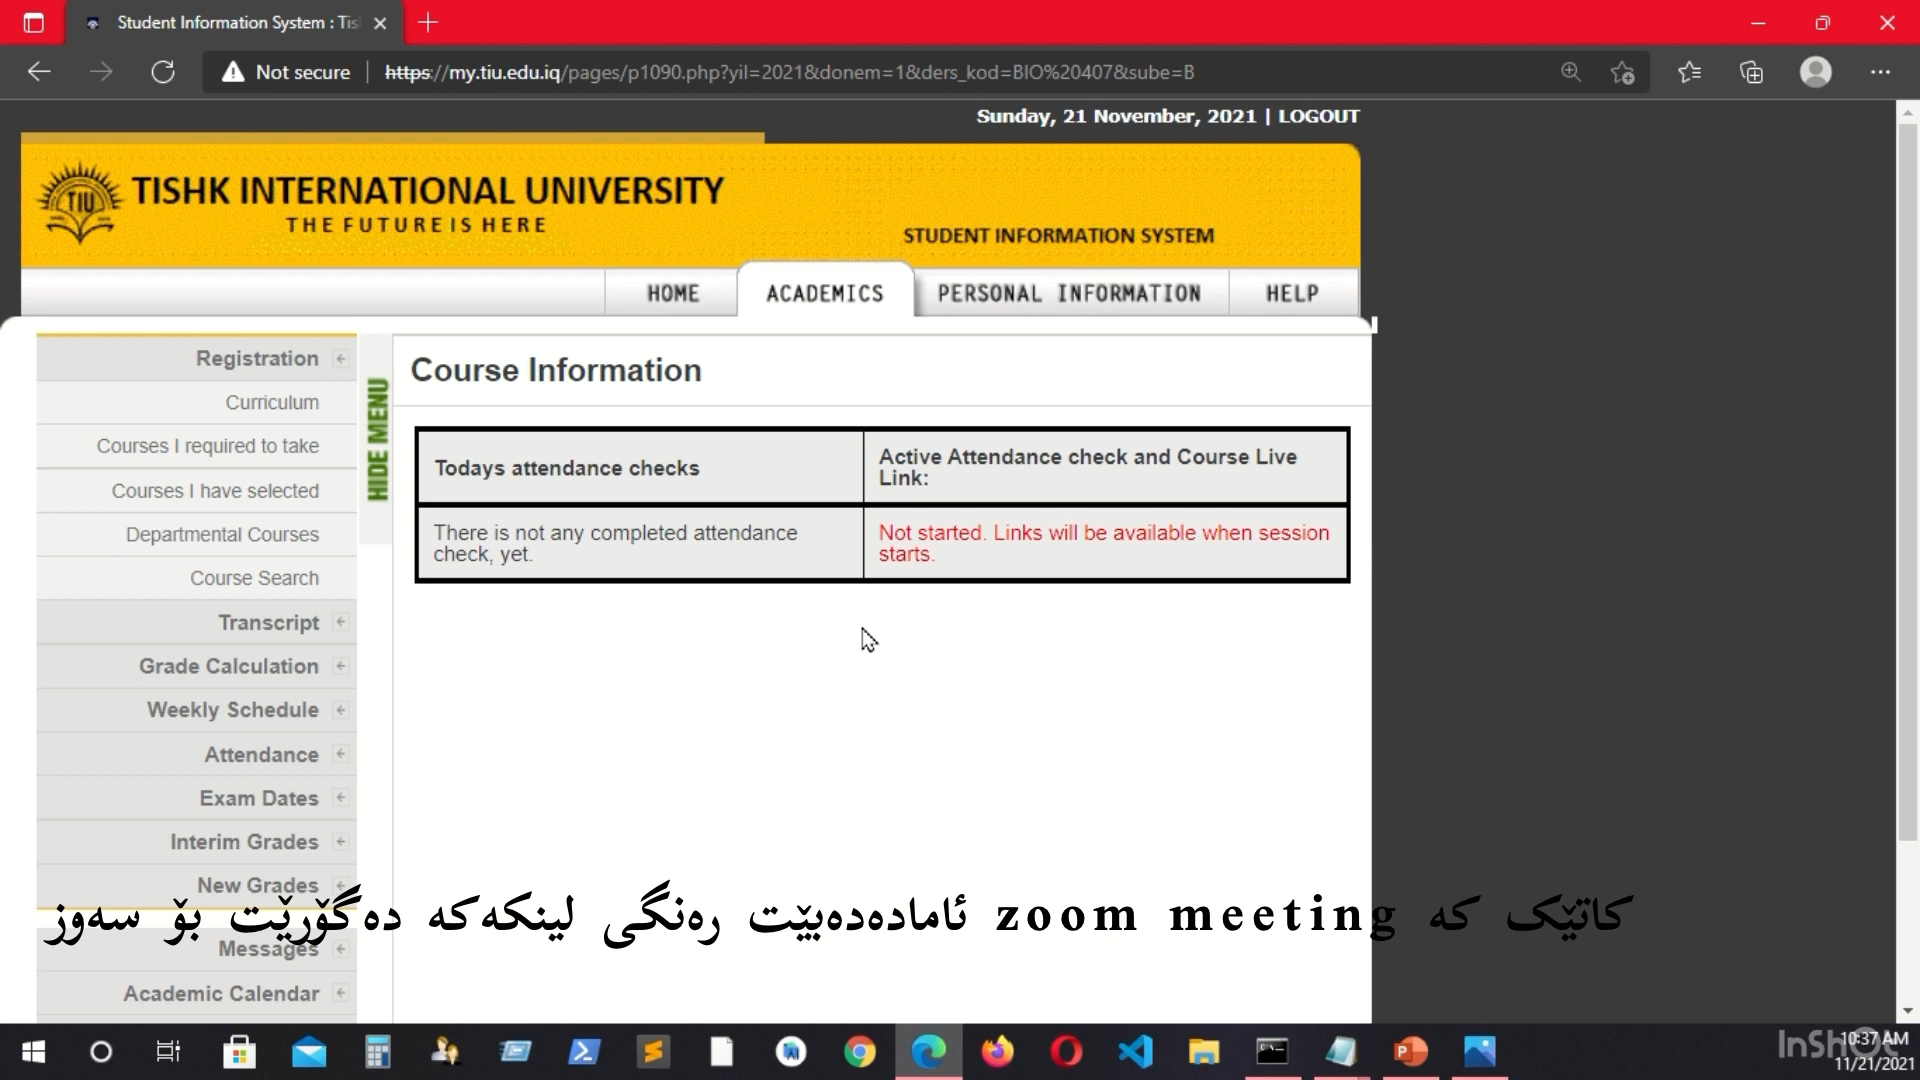 Student Information System : Tis
Not secure
https://my.tiu.edu.iq/pages/p1090.php?yil=2021&donem=1&ders_kod=BIO%20407&sube=B
Sunday, 21 November, 2021 | LOGOUT
TIU
TISHK INTERNATIONAL UNIVERSITY
THE FUTURE IS HERE
STUDENT INFORMATION SYSTEM
HOME
ACADEMICS
PERSONAL INFORMATION
HELP
Registration
Curriculum
Courses I required to take
Courses I have selected
Departmental Courses
Course Search
Transcript
Grade Calculation
Weekly Schedule
Attendance
Exam Dates
Interim Grades
New Grades
Messages
Academic Calendar
HIDE MENU
Course Information
Todays attendance checks
Active Attendance check and Course Live
Link:
There is not any completed attendance
check, yet.
Not started. Links will be available when session
starts.
کاتێک کە zoom meeting ئامادەدەبێت رەنگی لینکەکە دەگۆڕێت بۆ سەوز
InShOt
10:37 AM
11/21/2021